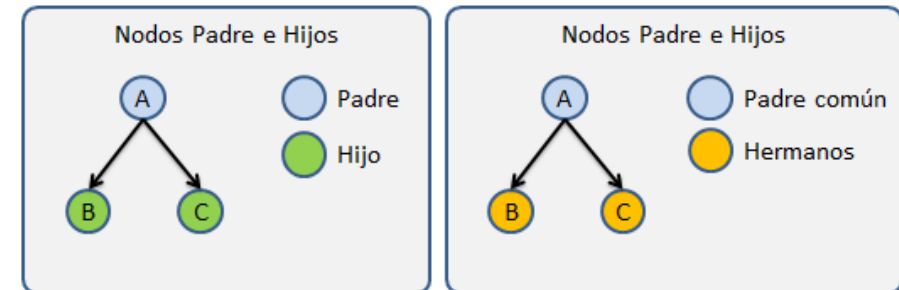 Nodos Padre e Hijos
A
Padre
Hijo
B
C
Nodos Padre e Hijos
A
Padre común
Hermanos
B
C